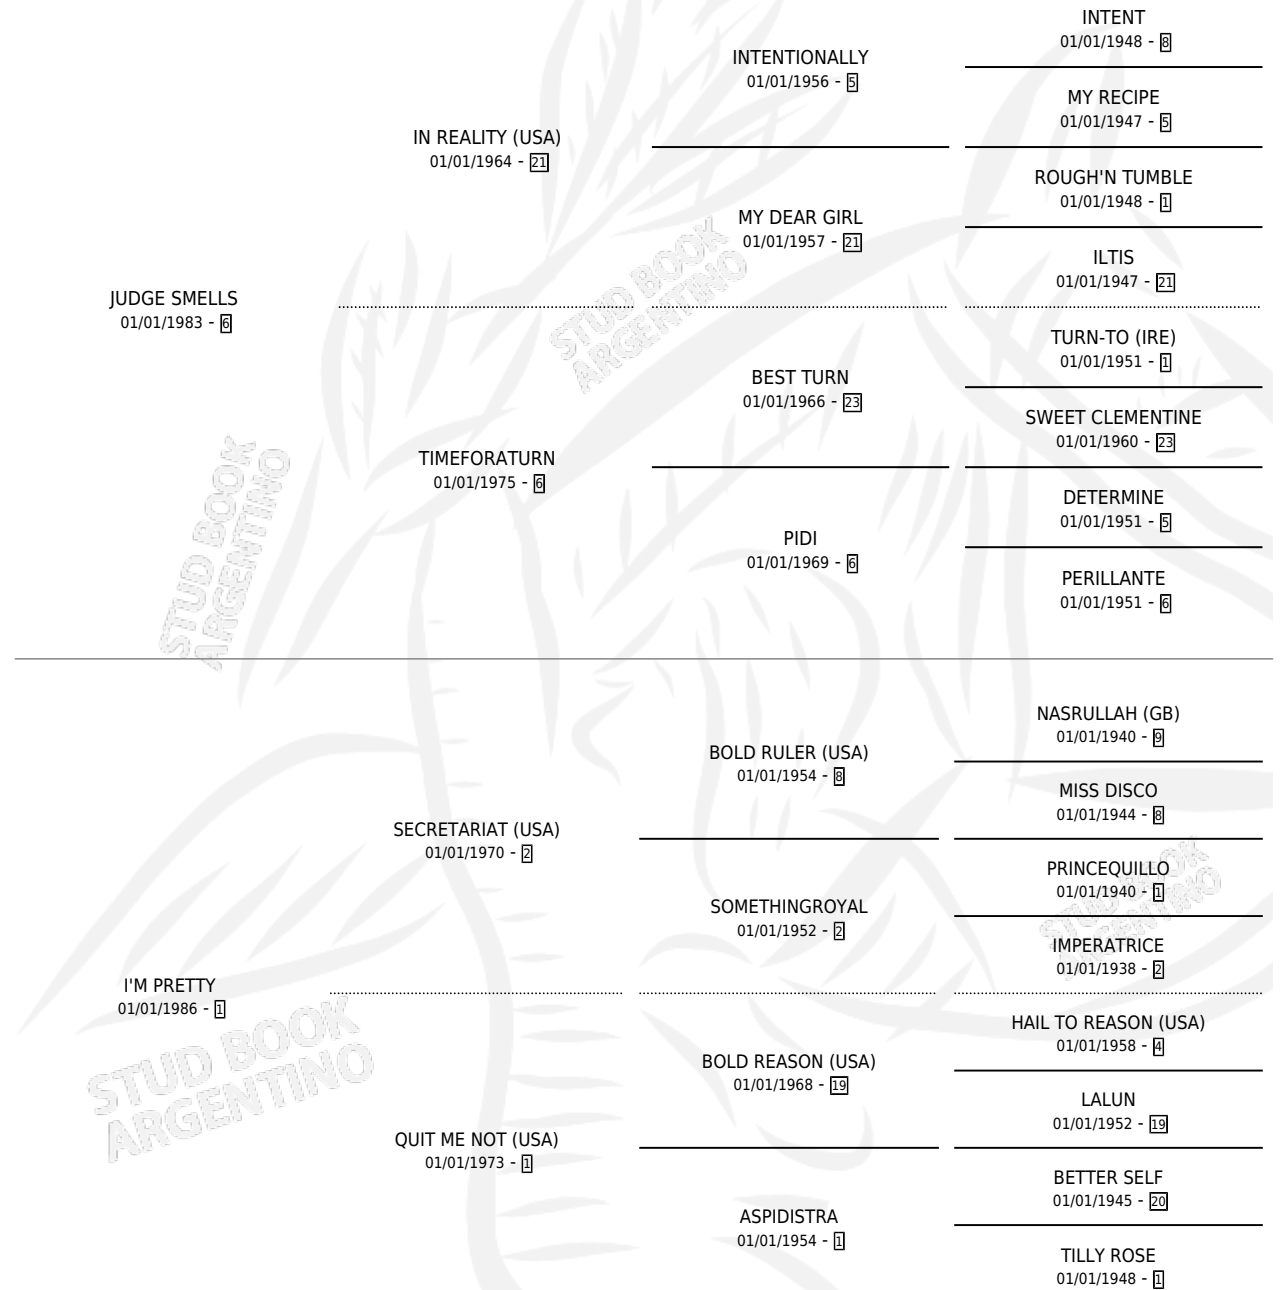 INTENT
01/01/1948 - 8
INTENTIONALLY
01/01/1956 - 5
MY RECIPE
01/01/1947 - 5
IN REALITY (USA)
01/01/1964 - 21
ROUGH'N TUMBLE
01/01/1948 - 1
MY DEAR GIRL
01/01/1957 - 21
ILTIS
01/01/1947 - 21
JUDGE SMELLS
01/01/1983 - 6
TURN-TO (IRE)
01/01/1951 - 1
BEST TURN
01/01/1966 - 23
SWEET CLEMENTINE
01/01/1960 - 23
TIMEFORATURN
01/01/1975 - 6
DETERMINE
01/01/1951 - 5
PIDI
01/01/1969 - 6
PERILLANTE
01/01/1951 - 6
NASRULLAH (GB)
01/01/1940 - 9
BOLD RULER (USA)
01/01/1954 - 8
MISS DISCO
01/01/1944 - 8
SECRETARIAT (USA)
01/01/1970 - 2
PRINCEQUILLO
01/01/1940 - 1
SOMETHINGROYAL
01/01/1952 - 2
IMPERATRICE
01/01/1938 - 2
I'M PRETTY
01/01/1986 - 1
HAIL TO REASON (USA)
01/01/1958 - 4
BOLD REASON (USA)
01/01/1968 - 19
LALUN
01/01/1952 - 19
QUIT ME NOT (USA)
01/01/1973 - 1
BETTER SELF
01/01/1945 - 20
ASPIDISTRA
01/01/1954 - 1
TILLY ROSE
01/01/1948 - 1
STUD BOOK
ARGENTINO
STUD BOOK
ARGENTINO
STUD BOOK
ARGENTINO
STUD BOOK
ARGENTINO